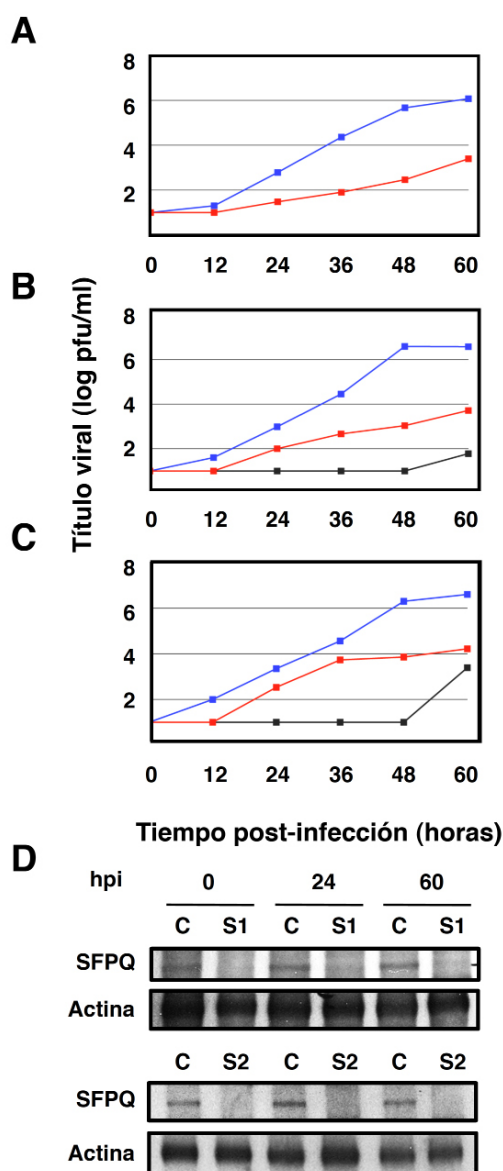 A
8
6
4
2
0 12 24 36 48 60
B
8
6
4
2
0 12 24 36 48 60
C
8
6
4
2
0 12 24 36 48 60
Título viral (log pfu/ml)
Tiempo post-infección (horas)
D
hpi 0 24 60
C S1 C S1 C S1
SFPQ
Actina
C S2 C S2 C S2
SFPQ
Actina